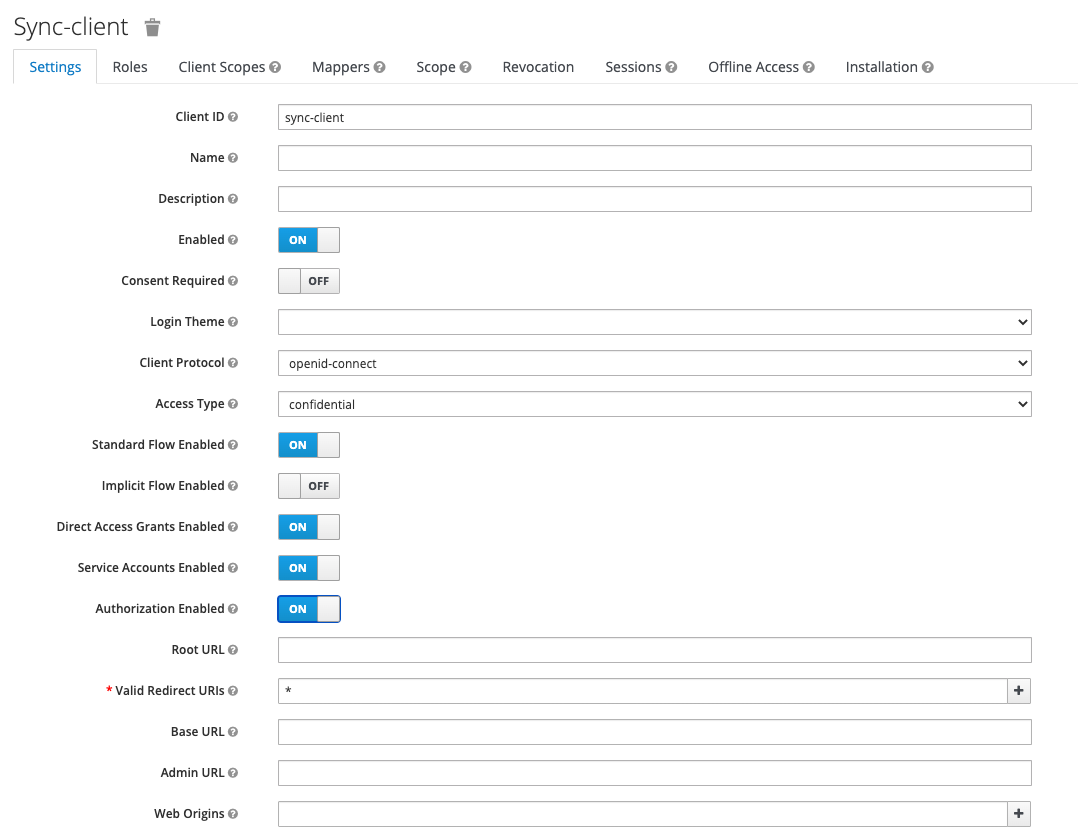 Sync-client
Settings Roles Client Scopes Mappers Scope Revocation Sessions Offline Access Installation
Client ID sync-client
Name
Description
Enabled ON
Consent Required OFF
Login Theme
Client Protocol openid-connect
Access Type confidential
Standard Flow Enabled ON
Implicit Flow Enabled OFF
Direct Access Grants Enabled ON
Service Accounts Enabled ON
Authorization Enabled ON
Root URL
* Valid Redirect URIs * +
Base URL
Admin URL
Web Origins +